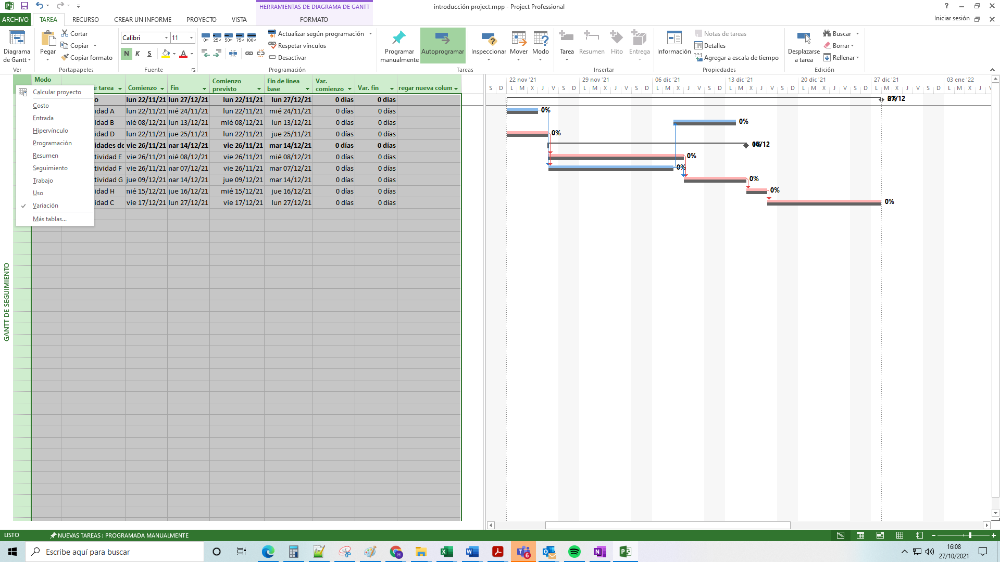 HERRAMIENTAS DE DIAGRAMA DE GANTT
introducción project.mpp - Project Professional
ARCHIVO TAREA RECURSO CREAR UN INFORME PROYECTO VISTA FORMATO Iniciar sesión
Diagrama de Gantt
Ver
Pegar
Cortar
Copiar
Copiar formato
Portapapeles
Calibri 11
N K S A
Fuente
0% 25% 50% 75% 100%
Actualizar según programación
Respetar vínculos
Desactivar
Programación
Programar manualmente
Autoprogramar
Inspeccionar
Mover
Modo
Tareas
Tarea
Resumen
Hito
Entrega
Insertar
Información
Notas de tareas
Detalles
Agregar a escala de tiempo
Propiedades
Desplazarse a tarea
Buscar
Borrar
Rellenar
Edición
Modo
e tarea Comienzo Fin Comienzo previsto Fin de línea base Var. comienzo Var. fin regar nueva colum
o lun 22/11/21 lun 27/12/21 lun 22/11/21 lun 27/12/21 0 días 0 días
idad A lun 22/11/21 nié 24/11/21 lun 22/11/21 mié 24/11/21 0 días 0 días
idad B mié 08/12/21 lun 13/12/21 mié 08/12/21 lun 13/12/21 0 días 0 días
idad D lun 22/11/21 jue 25/11/21 lun 22/11/21 jue 25/11/21 0 días 0 días
idades de vie 26/11/21 nar 14/12/21 vie 26/11/21 mar 14/12/21 0 días 0 días
tividad E vie 26/11/21 nié 08/12/21 vie 26/11/21 mié 08/12/21 0 días 0 días
tividad F vie 26/11/21 nar 07/12/21 vie 26/11/21 mar 07/12/21 0 días 0 días
tividad G jue 09/12/21 nar 14/12/21 jue 09/12/21 mar 14/12/21 0 días 0 días
idad H nié 15/12/21 jue 16/12/21 mié 15/12/21 jue 16/12/21 0 días 0 días
idad C vie 17/12/21 lun 27/12/21 vie 17/12/21 lun 27/12/21 0 días 0 días
Calcular proyecto
Costo
Entrada
Hipervínculo
Programación
Resumen
Seguimiento
Trabajo
Uso
Variación
Más tablas...
GANTT DE SEGUIMIENTO
22 nov '21 29 nov '21 06 dic '21 13 dic '21 20 dic '21 27 dic '21 03 ene '22
S D L M X J V S D L M X J V S D L M X J V S D L M X J V S D L M X J V S D L M X J V S D L M X J V
0%
0%
0%
0%
0%
0%
0%
0%
LISTO
NUEVAS TAREAS : PROGRAMADA MANUALMENTE
Escribe aquí para buscar
6
16:08
27/10/2021